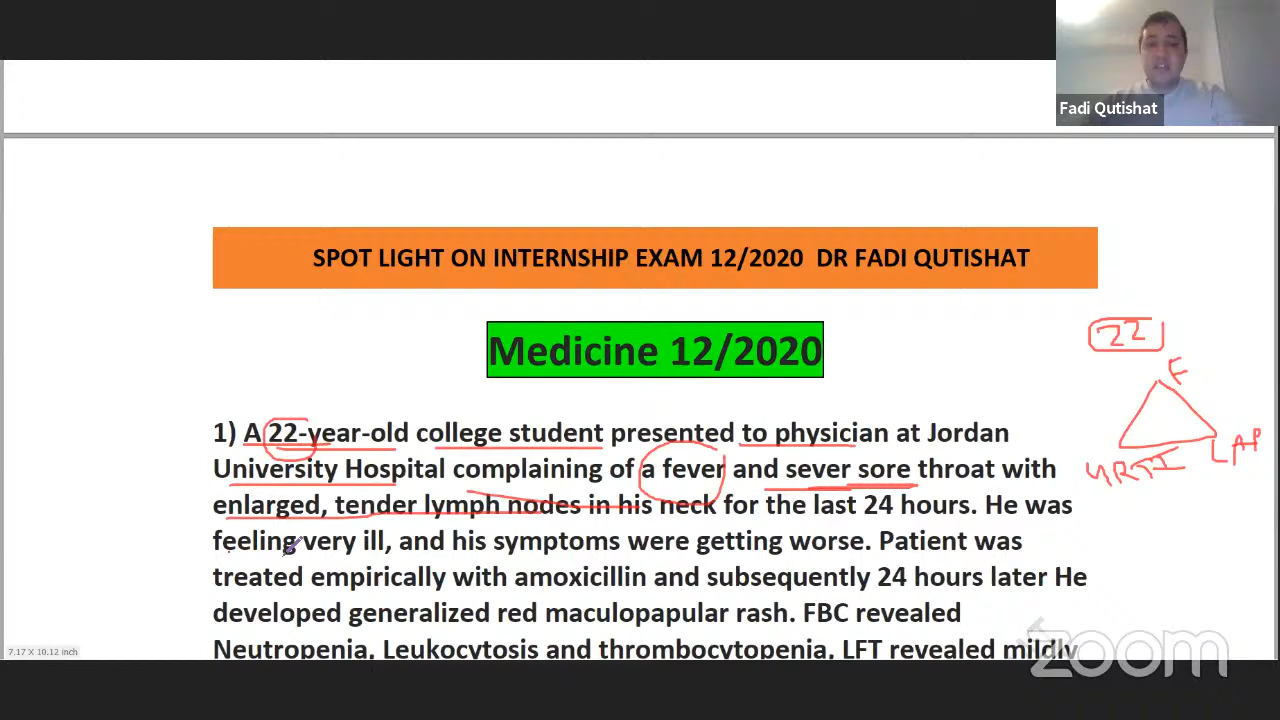 Fadi Qutishat
SPOT LIGHT ON INTERNSHIP EXAM 12/2020 DR FADI QUTISHAT
Medicine 12/2020
22
F
LAP
URTI
1) A 22-year-old college student presented to physician at Jordan
University Hospital complaining of a fever and sever sore throat with
enlarged, tender lymph nodes in his neck for the last 24 hours. He was
feeling very ill, and his symptoms were getting worse. Patient was
treated empirically with amoxicillin and subsequently 24 hours later He
developed generalized red maculopapular rash. FBC revealed
Neutropenia, Leukocytosis and thrombocytopenia. LFT revealed mildly
7.17 X 10.12 inch
zoom